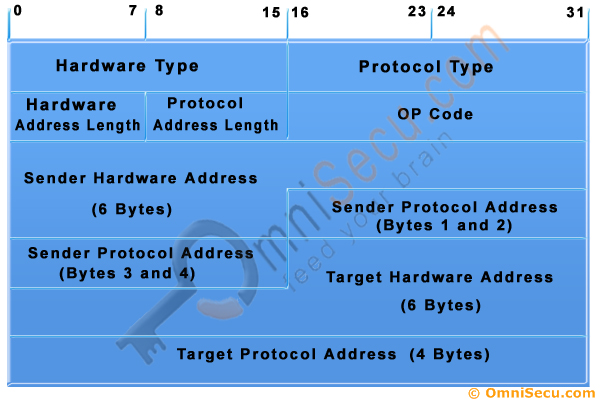 0 7 8 15 16 23 24 31
Hardware Type
Protocol Type
Hardware
Address Length
Protocol
Address Length
OP Code
Sender Hardware Address
(6 Bytes)
Sender Protocol Address
(Bytes 1 and 2)
Sender Protocol Address
(Bytes 3 and 4)
Target Hardware Address
(6 Bytes)
Target Protocol Address (4 Bytes)
OmniSecu.com
feed your brain
© OmniSecu.com